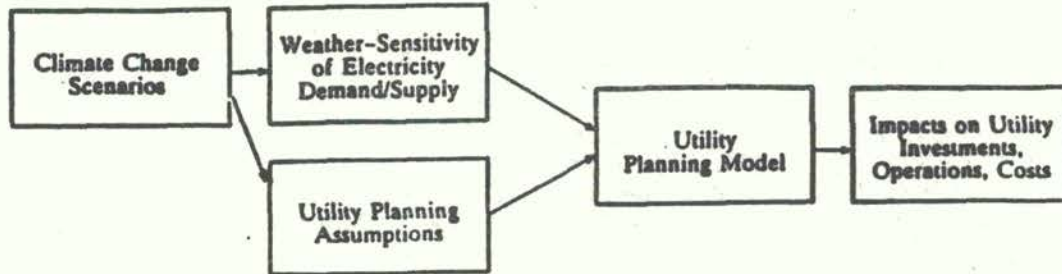 Climate Change
Scenarios
Weather-Sensitivity
of Electricity
Demand/Supply
Utility Planning
Assumptions
Utility
Planning Model
Impacts on Utility
Investments,
Operations, Costs